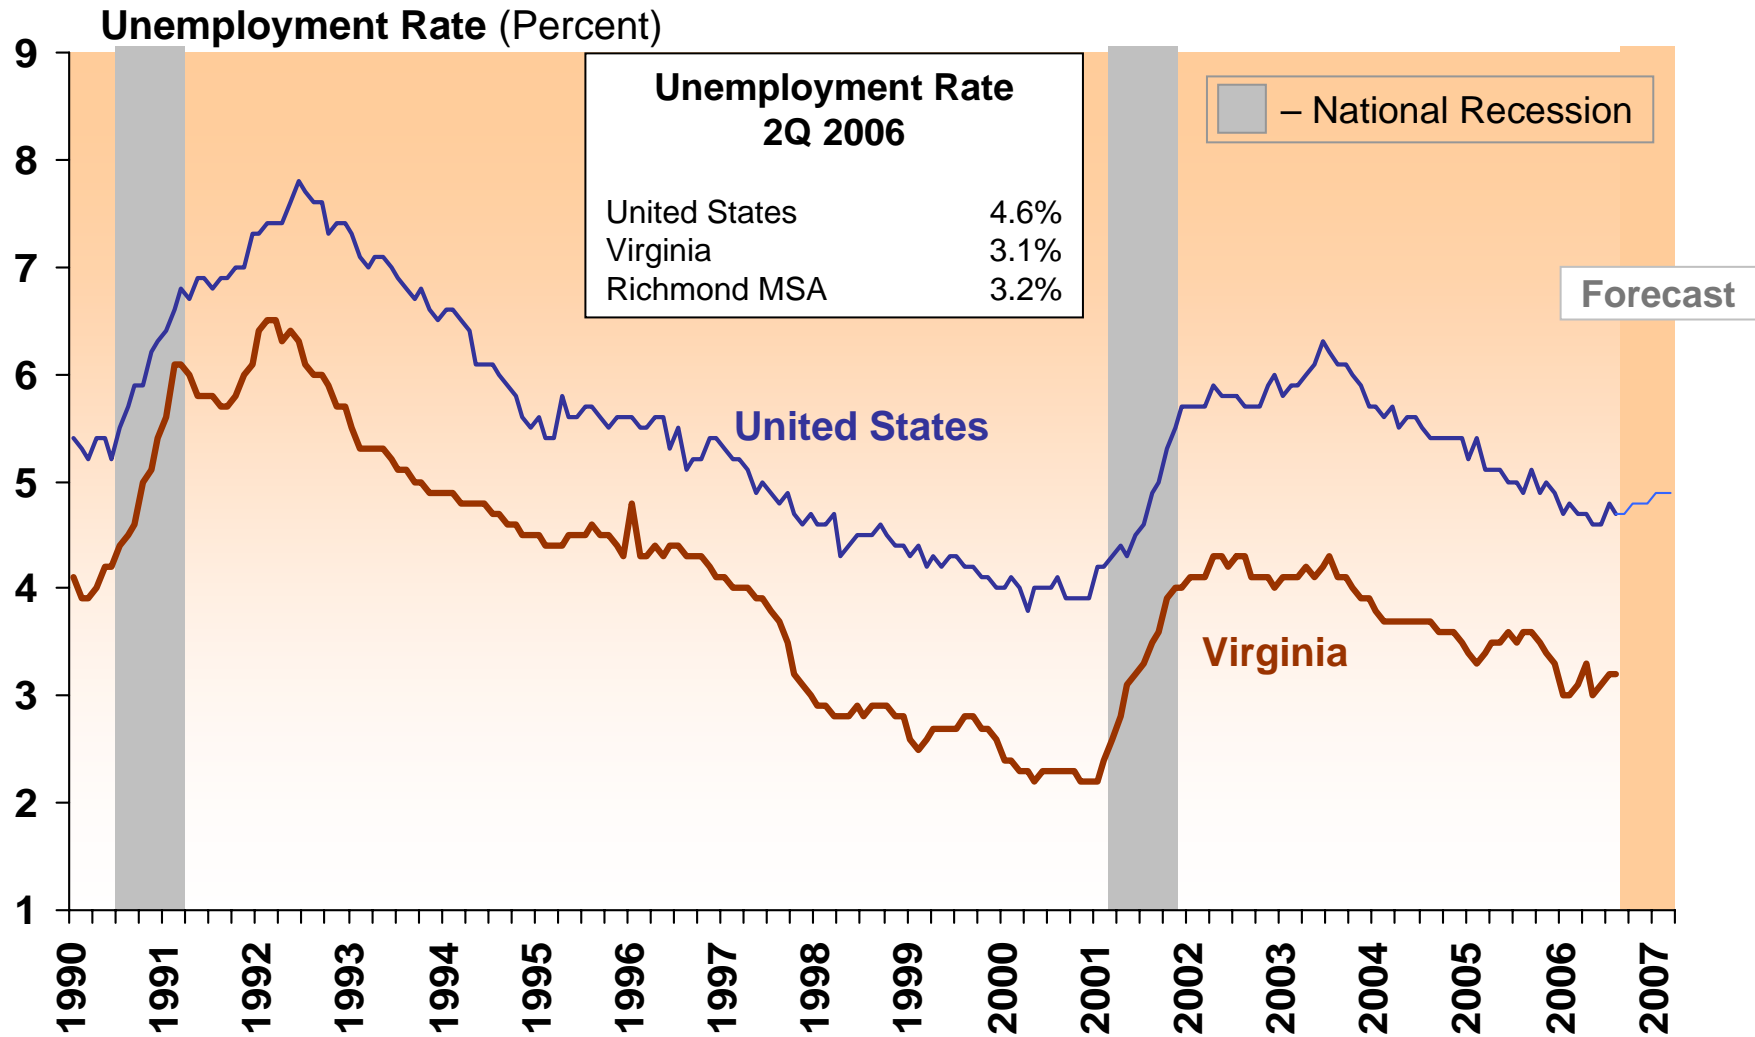 Unemployment Rate (Percent)
9
8
7
6
5
4
3
2
1
Unemployment Rate
2Q 2006
United States 4.6%
Virginia 3.1%
Richmond MSA 3.2%
– National Recession
Forecast
United States
Virginia
1990 1991 1992 1993 1994 1995 1996 1997 1998 1999 2000 2001 2002 2003 2004 2005 2006 2007